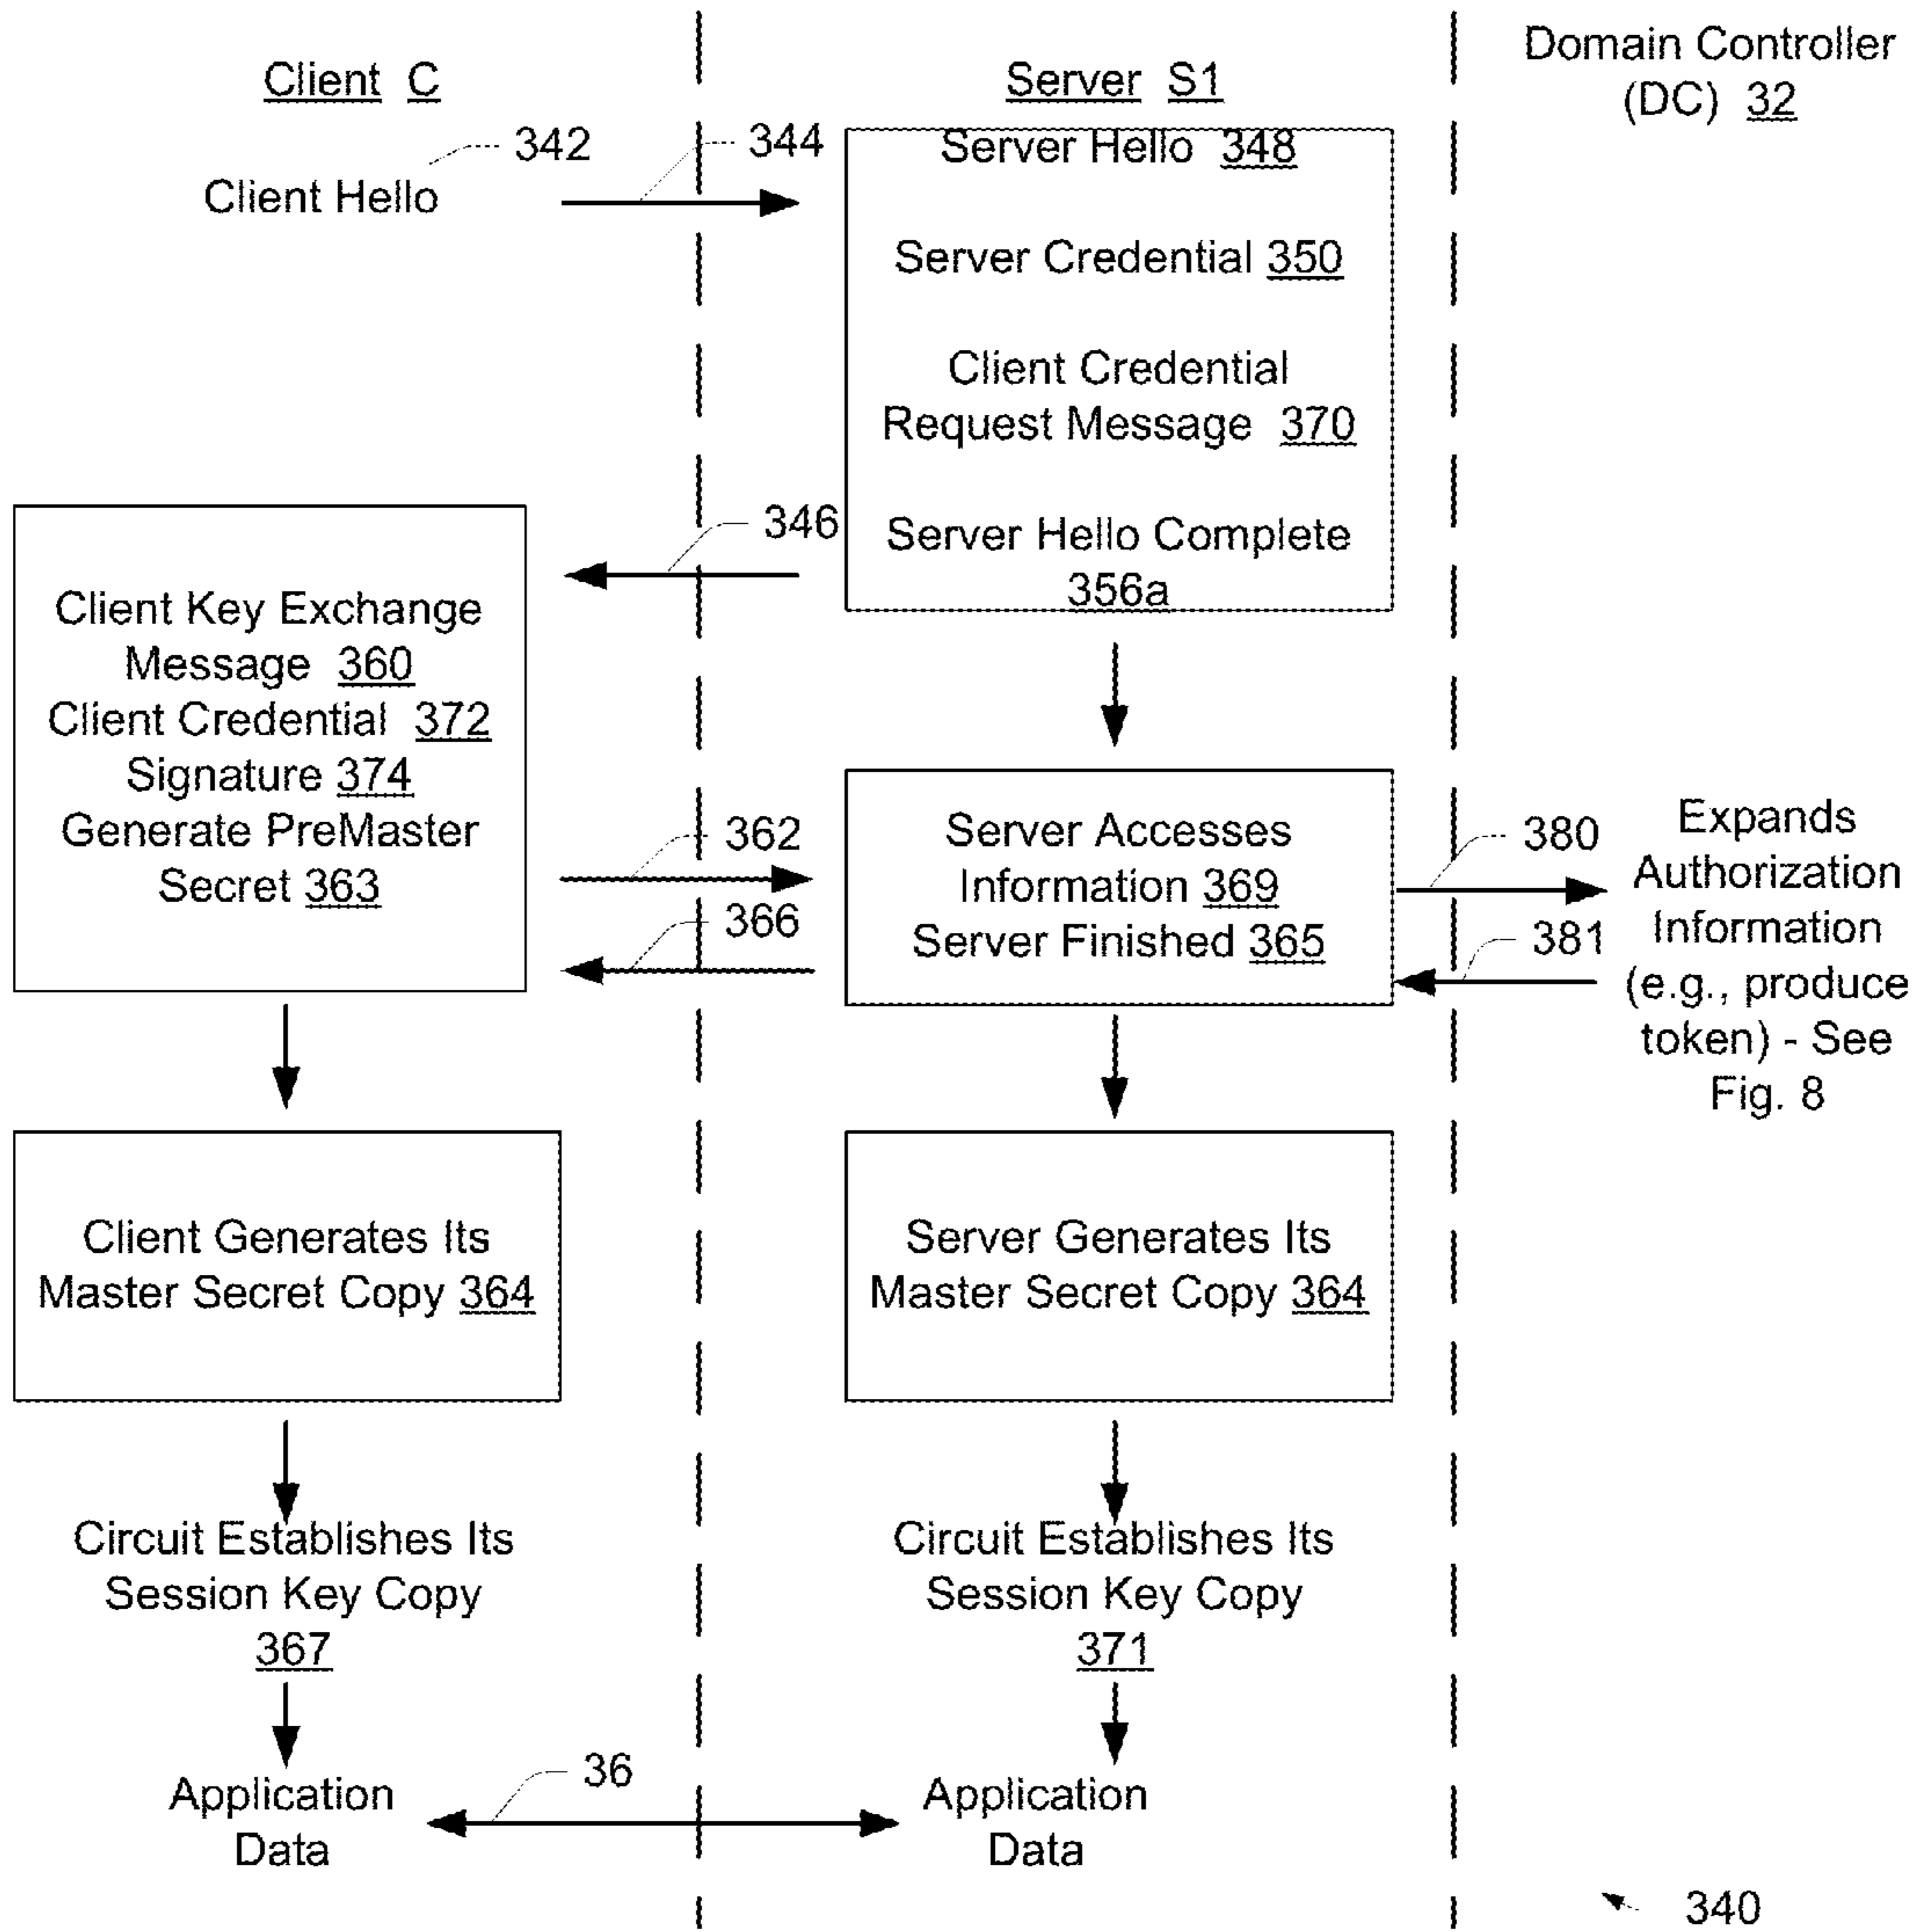 Client C
Server S1
Domain Controller
(DC) 32
342
Client Hello
344
Server Hello 348
Server Credential 350
Client Credential
Request Message 370
Server Hello Complete
356a
346
Client Key Exchange
Message 360
Client Credential 372
Signature 374
Generate PreMaster
Secret 363
362
366
Server Accesses
Information 369
Server Finished 365
380
381
Expands
Authorization
Information
(e.g., produce
token) - See
Fig. 8
Client Generates Its
Master Secret Copy 364
Server Generates Its
Master Secret Copy 364
Circuit Establishes Its
Session Key Copy
367
Circuit Establishes Its
Session Key Copy
371
Application
Data
36
Application
Data
340